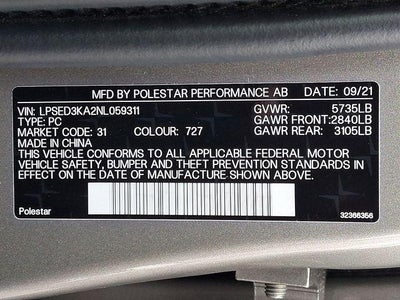 MFD BY POLESTAR PERFORMANCE AB DATE: 09/21
VIN: LPSED3KA2NL059311 GVWR: 5735LB
TYPE: PC GAWR FRONT: 2840LB
MARKET CODE: 31 COLOUR: 727 GAWR REAR: 3105LB
MADE IN CHINA
THIS VEHICLE CONFORMS TO ALL APPLICABLE FEDERAL MOTOR
VEHICLE SAFETY, BUMPER AND THEFT PREVENTION STANDARDS
IN EFFECT ON THE DATE OF MANUFACTURE SHOWN ABOVE.
Polestar 32366356